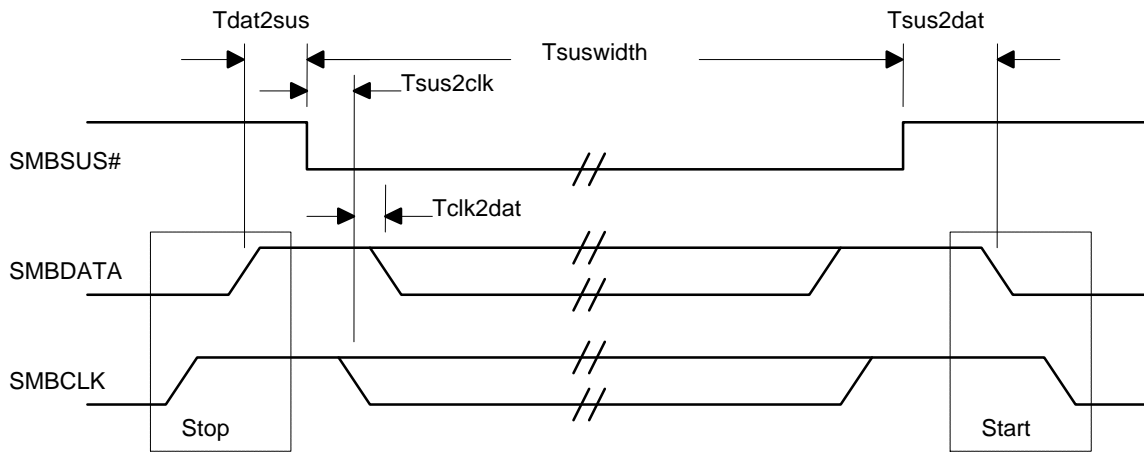 Tdat2sus
Tsus2dat
Tsuswidth
Tsus2clk
SMBSUS#
Tclk2dat
SMBDATA
SMBCLK
Stop
Start